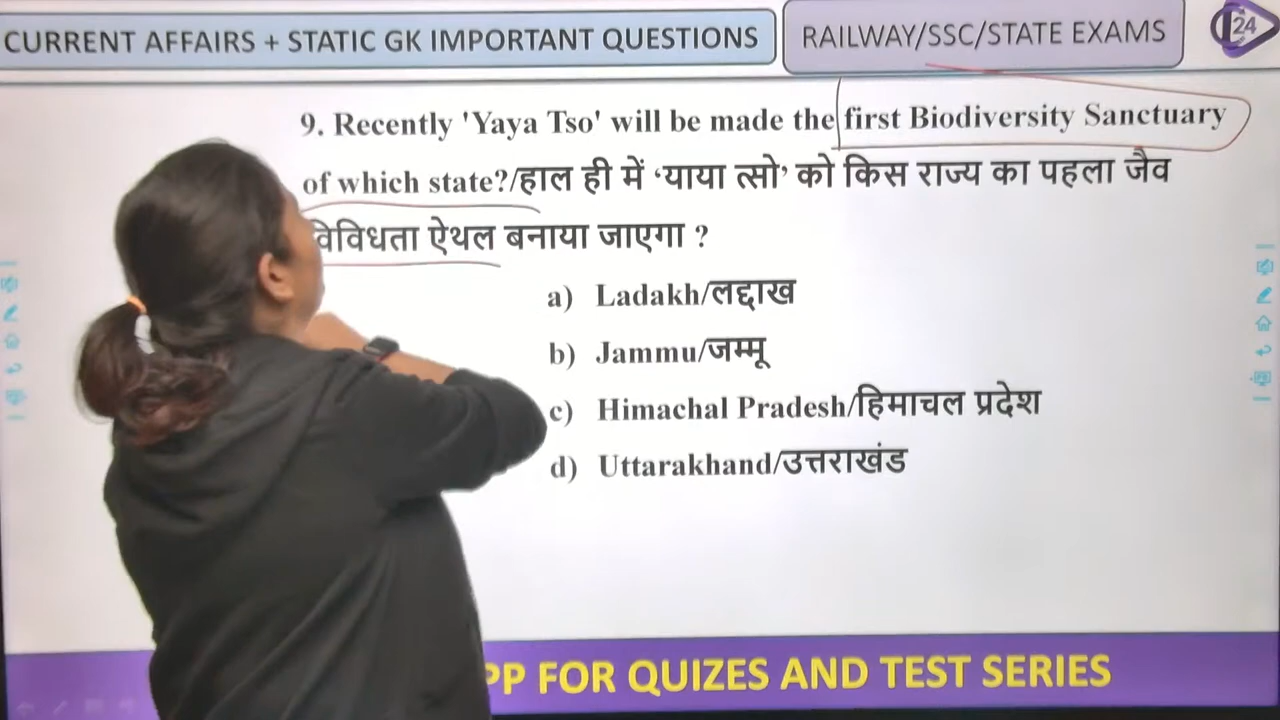 CURRENT AFFAIRS + STATIC GK IMPORTANT QUESTIONS
RAILWAY/SSC/STATE EXAMS
24
9. Recently 'Yaya Tso' will be made the first Biodiversity Sanctuary
of which state?/हाल ही में ‘याया त्सो’ को किस राज्य का पहला जैव
विविधता ऐथल बनाया जाएगा ?
a) Ladakh/लद्दाख
b) Jammu/जम्मू
c) Himachal Pradesh/हिमाचल प्रदेश
d) Uttarakhand/उत्तराखंड
PP FOR QUIZES AND TEST SERIES